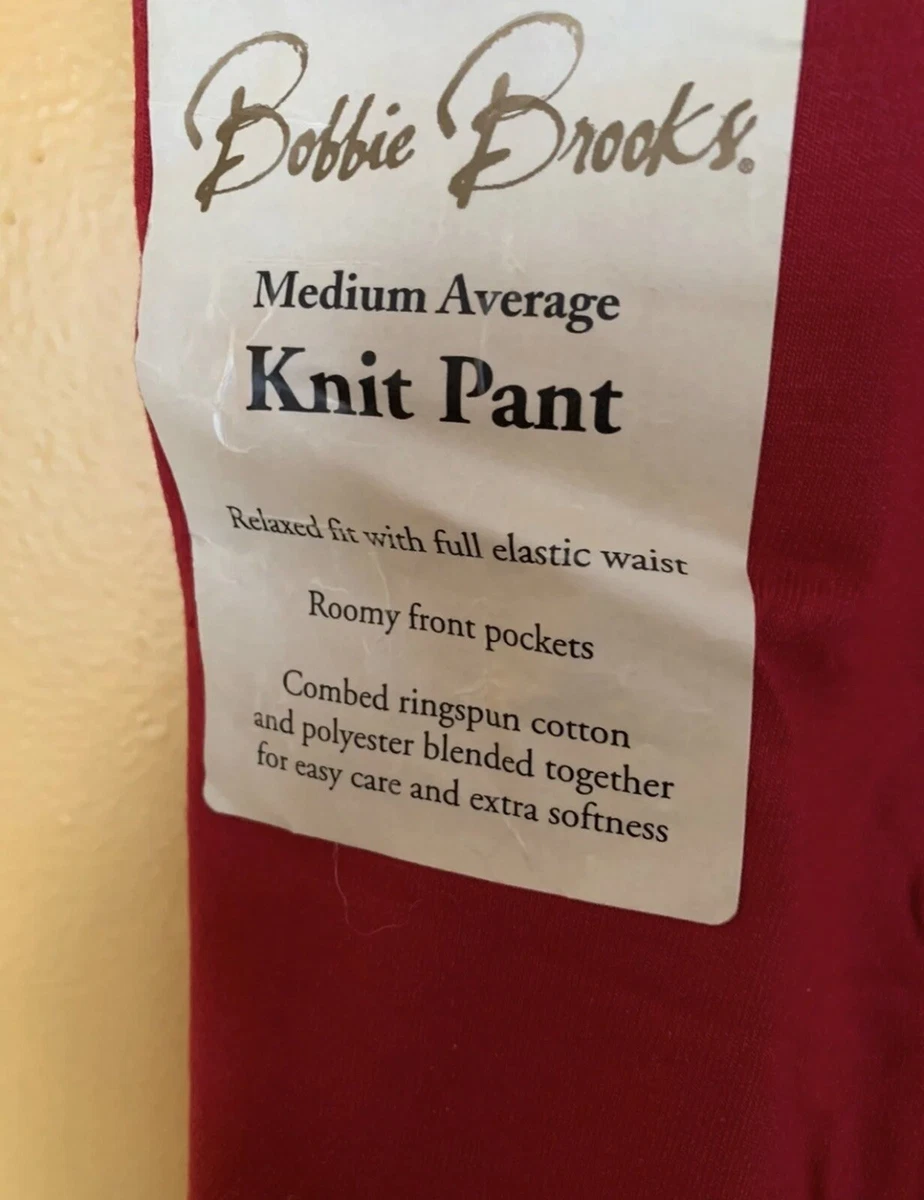 Bobbie Brooks®
Medium Average
Knit Pant
Relaxed fit with full elastic waist
Roomy front pockets
Combed ringspun cotton
and polyester blended together
for easy care and extra softness